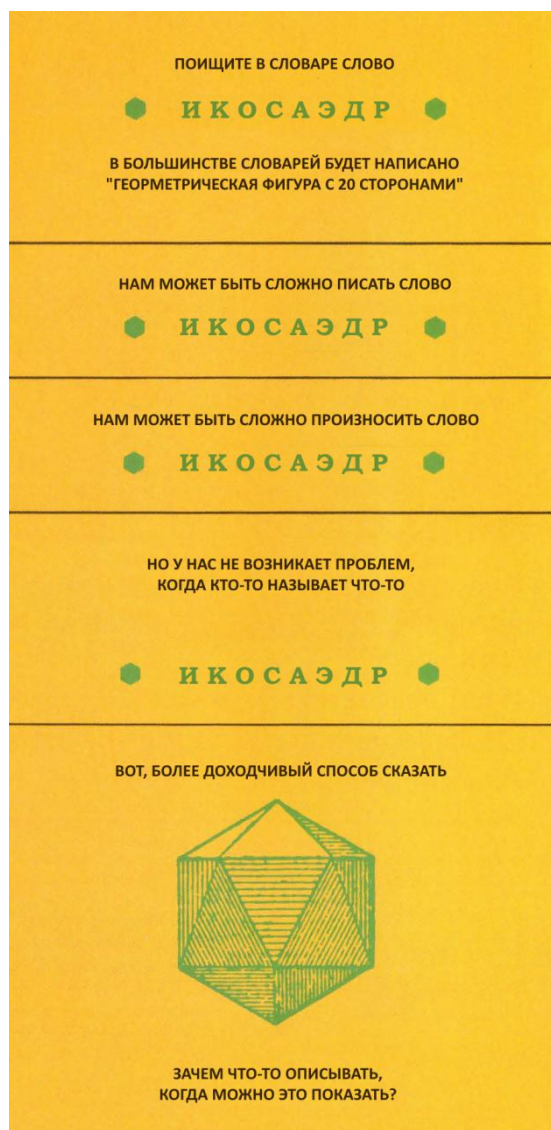 ПОИЩИТЕ В СЛОВАРЕ СЛОВО
ИКОСАЭДР
В БОЛЬШИНСТВЕ СЛОВАРЕЙ БУДЕТ НАПИСАНО
"ГЕОРМЕТРИЧЕСКАЯ ФИГУРА С 20 СТОРОНАМИ"
НАМ МОЖЕТ БЫТЬ СЛОЖНО ПИСАТЬ СЛОВО
ИКОСАЭДР
НАМ МОЖЕТ БЫТЬ СЛОЖНО ПРОИЗНОСИТЬ СЛОВО
ИКОСАЭДР
НО У НАС НЕ ВОЗНИКАЕТ ПРОБЛЕМ,
КОГДА КТО-ТО НАЗЫВАЕТ ЧТО-ТО
ИКОСАЭДР
ВОТ, БОЛЕЕ ДОХОДЧИВЫЙ СПОСОБ СКАЗАТЬ
ЗАЧЕМ ЧТО-ТО ОПИСЫВАТЬ,
КОГДА МОЖНО ЭТО ПОКАЗАТЬ?